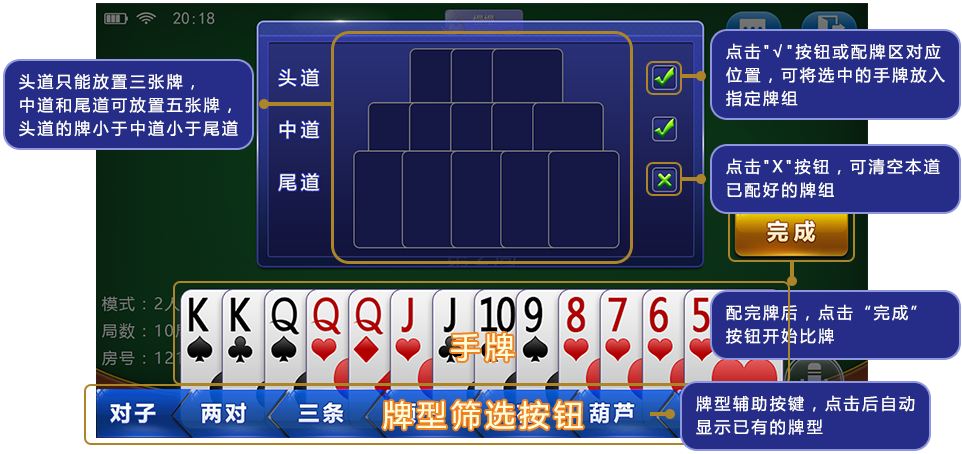 20:18
头道只能放置三张牌，
中道和尾道可放置五张牌，
头道的牌小于中道小于尾道
头道
中道
尾道
点击"√"按钮或配牌区对应
位置，可将选中的手牌放入
指定牌组
点击"X"按钮，可清空本道
已配好的牌组
完成
配完牌后，点击“完成”
按钮开始比牌
模式：2人
局数：10
房号：121
K K Q Q Q J J 10 9 8 7 6 5
手牌
对子
两对
三条
牌型筛选按钮
葫芦
牌型辅助按键，点击后自动
显示已有的牌型